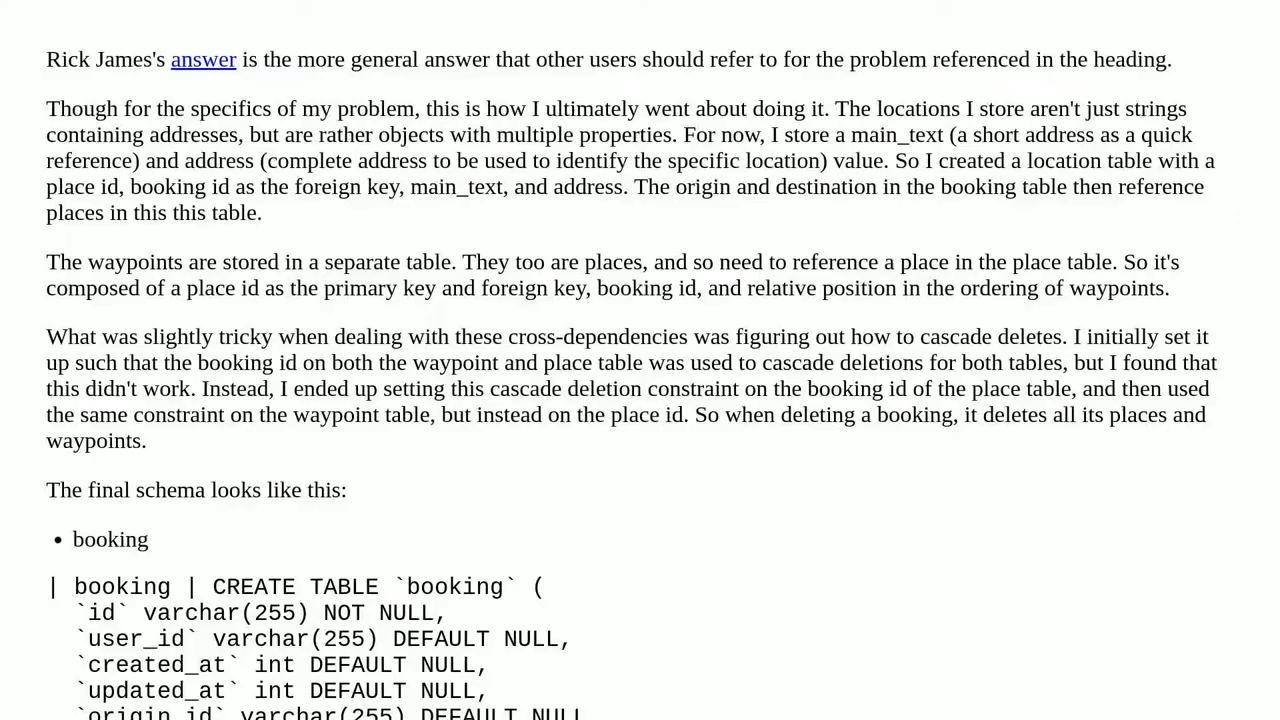 Rick James's answer is the more general answer that other users should refer to for the problem referenced in the heading.
Though for the specifics of my problem, this is how I ultimately went about doing it. The locations I store aren't just strings
containing addresses, but are rather objects with multiple properties. For now, I store a main_text (a short address as a quick
reference) and address (complete address to be used to identify the specific location) value. So I created a location table with a
place id, booking id as the foreign key, main_text, and address. The origin and destination in the booking table then reference
places in this this table.
The waypoints are stored in a separate table. They too are places, and so need to reference a place in the place table. So it's
composed of a place id as the primary key and foreign key, booking id, and relative position in the ordering of waypoints.
What was slightly tricky when dealing with these cross-dependencies was figuring out how to cascade deletes. I initially set it
up such that the booking id on both the waypoint and place table was used to cascade deletions for both tables, but I found that
this didn't work. Instead, I ended up setting this cascade deletion constraint on the booking id of the place table, and then used
the same constraint on the waypoint table, but instead on the place id. So when deleting a booking, it deletes all its places and
waypoints.
The final schema looks like this:
• booking
| booking | CREATE TABLE `booking` (
`id` varchar(255) NOT NULL,
`user_id` varchar(255) DEFAULT NULL,
`created_at` int DEFAULT NULL,
`updated_at` int DEFAULT NULL,
`origin_id` varchar(255) DEFAULT NULL